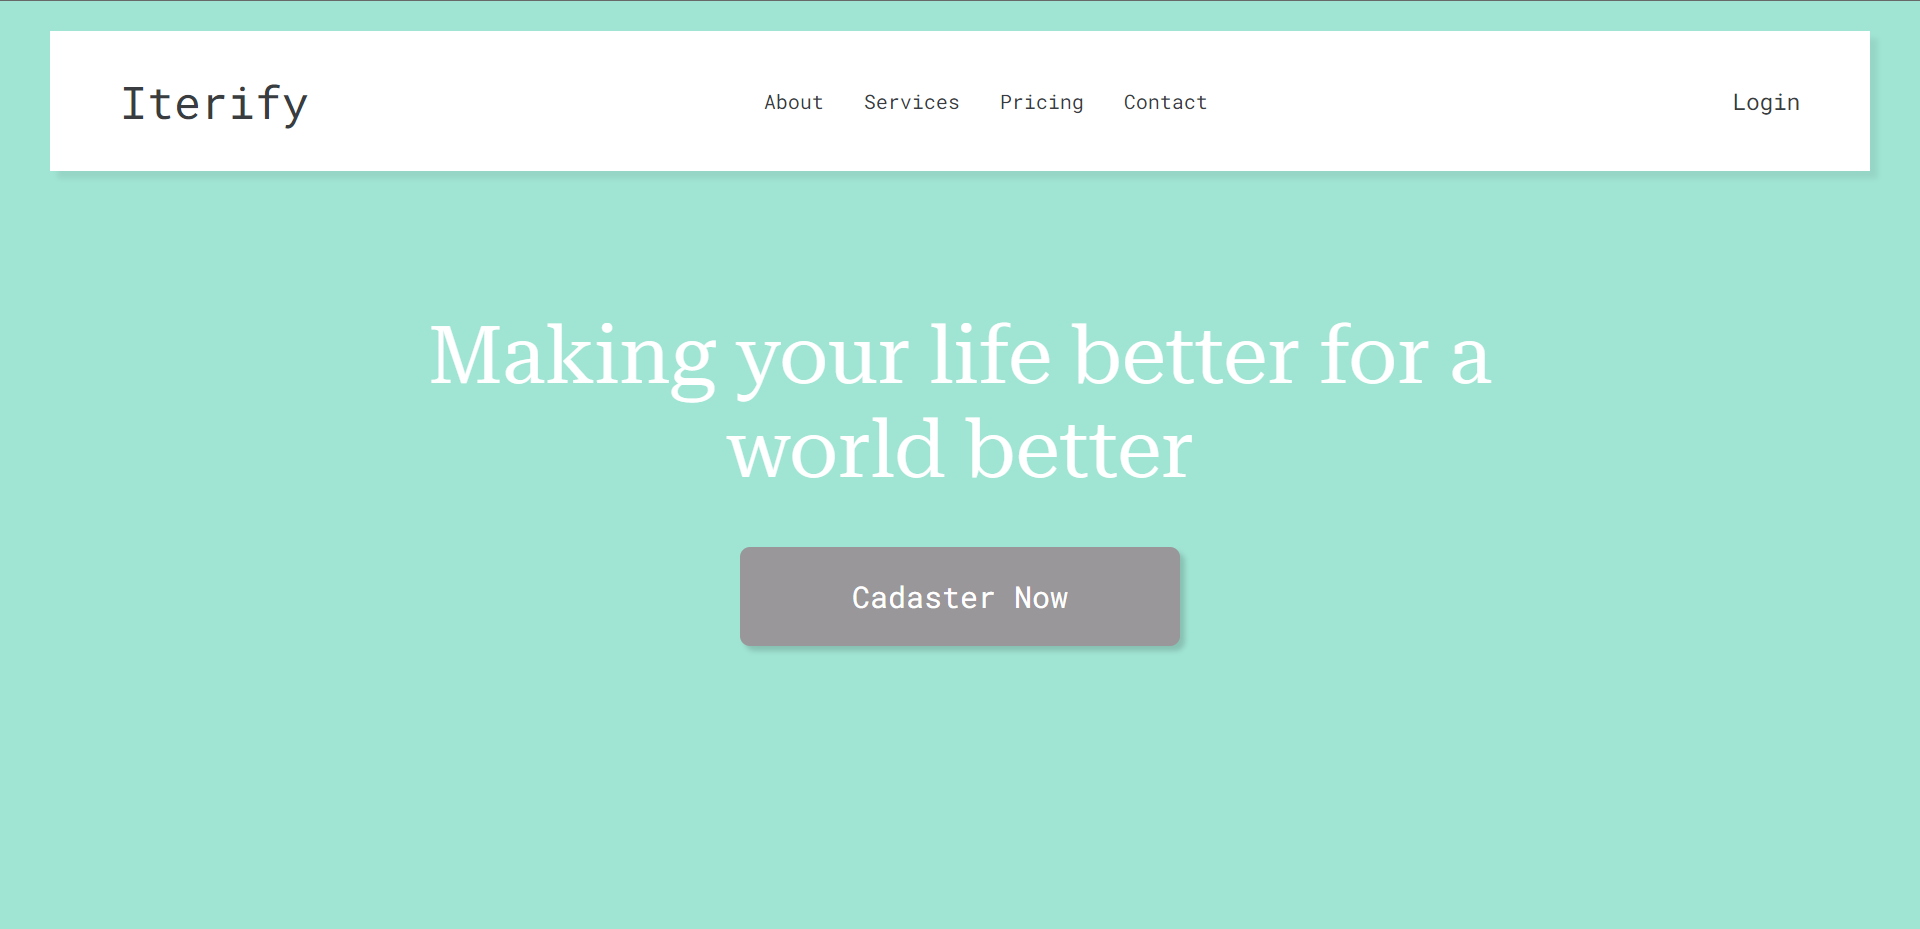 Iterify
About Services Pricing Contact
Login
Making your life better for a
world better
Cadaster Now